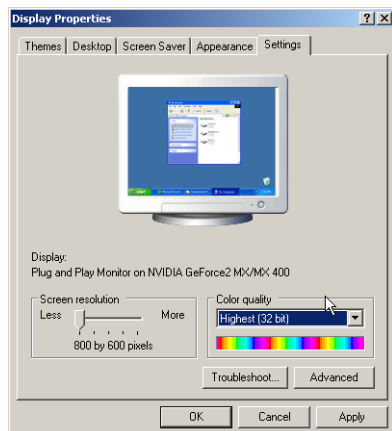 Display Properties
Themes
Desktop
Screen Saver
Appearance
Settings
Display:
Plug and Play Monitor on NVIDIA GeForce2 MX/MX 400
Screen resolution
Less
More
800 by 600 pixels
Color quality
Highest (32 bit)
Troubleshoot...
Advanced
OK
Cancel
Apply